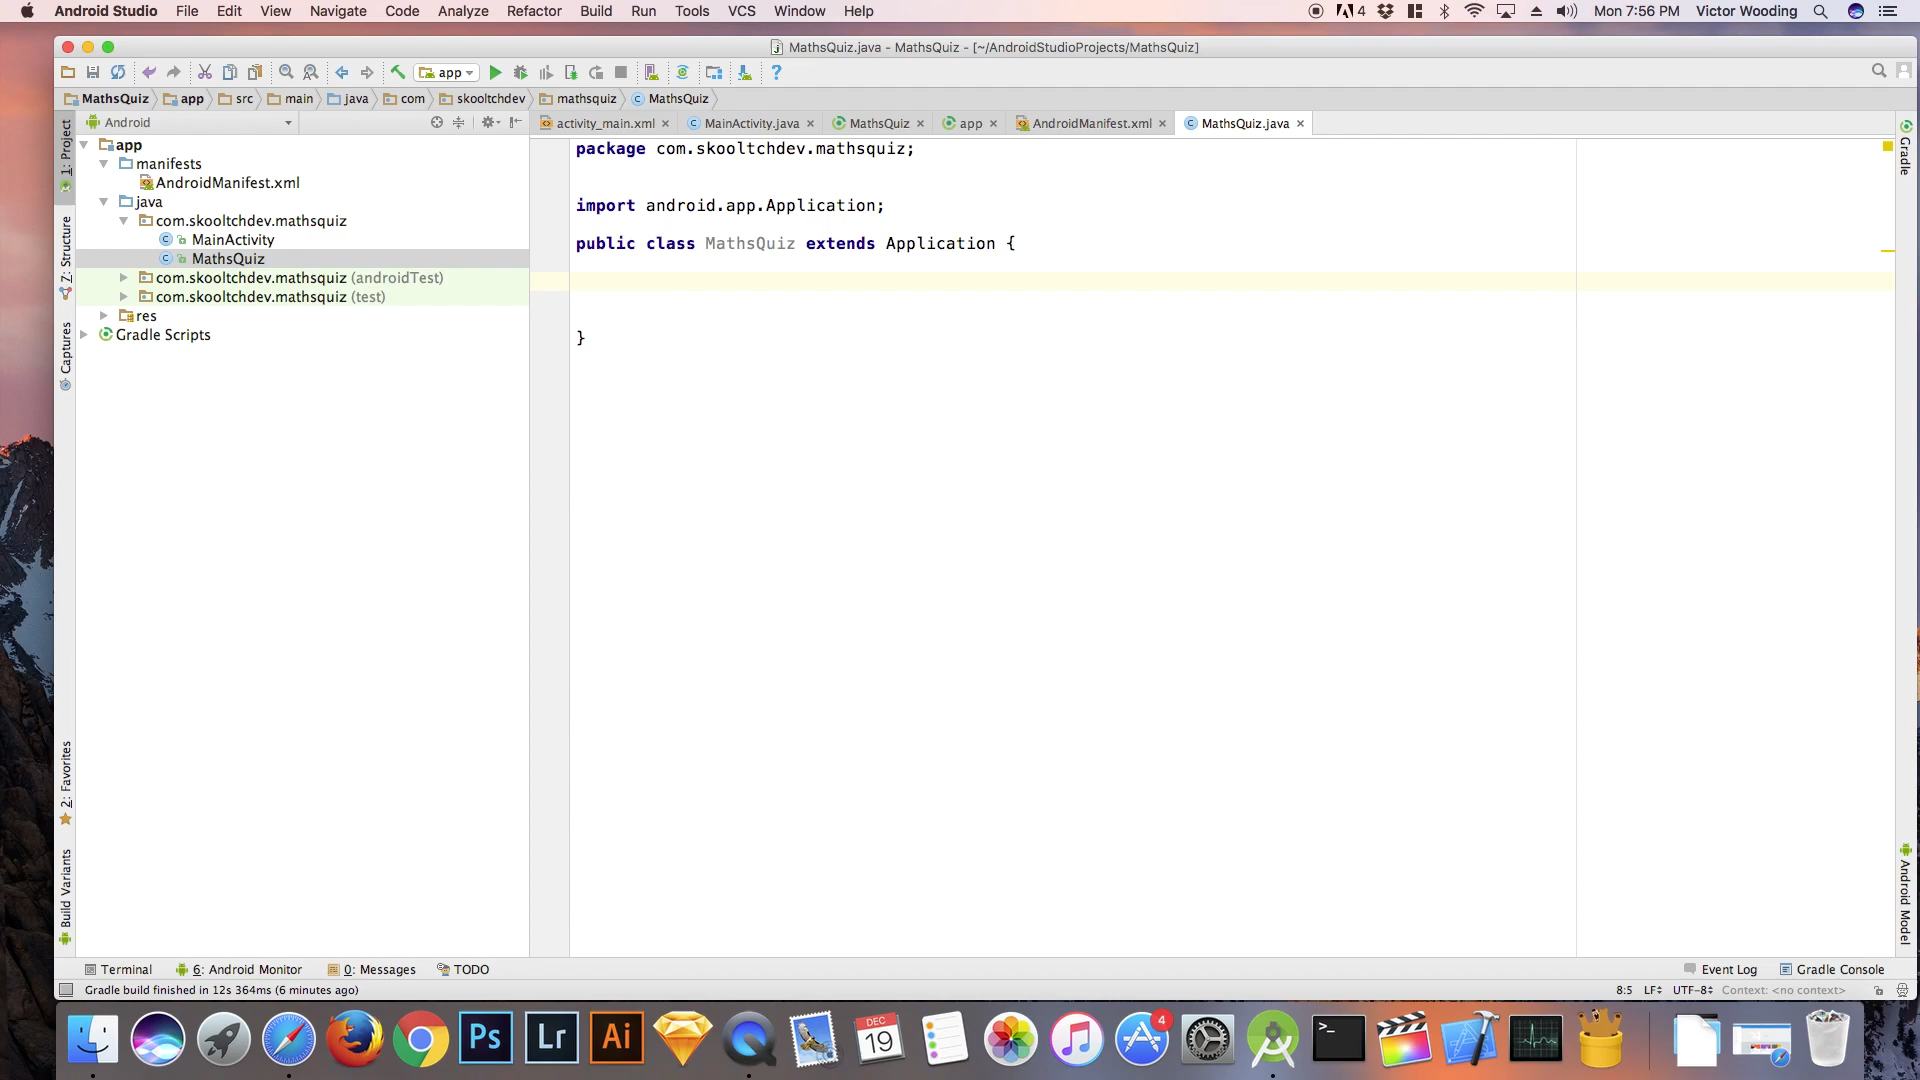 Android Studio File Edit View Navigate Code Analyze Refactor Build Run Tools VCS Window Help 4 Mon 7:56 PM Victor Wooding
MathsQuiz.java - MathsQuiz - [~/AndroidStudioProjects/MathsQuiz]
app
MathsQuiz app src main java com skooltchdev mathsquiz MathsQuiz
Android
activity_main.xml MainActivity.java MathsQuiz app AndroidManifest.xml MathsQuiz.java
1: Project
Z: Structure
Captures
2: Favorites
Build Variants
app
manifests
AndroidManifest.xml
java
com.skooltchdev.mathsquiz
MainActivity
MathsQuiz
com.skooltchdev.mathsquiz (androidTest)
com.skooltchdev.mathsquiz (test)
res
Gradle Scripts
package com.skooltchdev.mathsquiz;
import android.app.Application;
public class MathsQuiz extends Application {
}
Gradle
Android Model
Terminal 6: Android Monitor 0: Messages TODO Event Log Gradle Console
Gradle build finished in 12s 364ms (6 minutes ago) 8:5 LF UTF-8 Context: <no context>
Ps Lr Ai DEC 19 4 >_